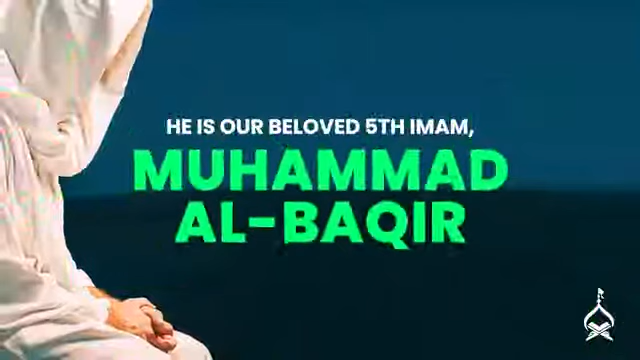 HE IS OUR BELOVED 5TH IMAM,
MUHAMMAD
AL-BAQIR